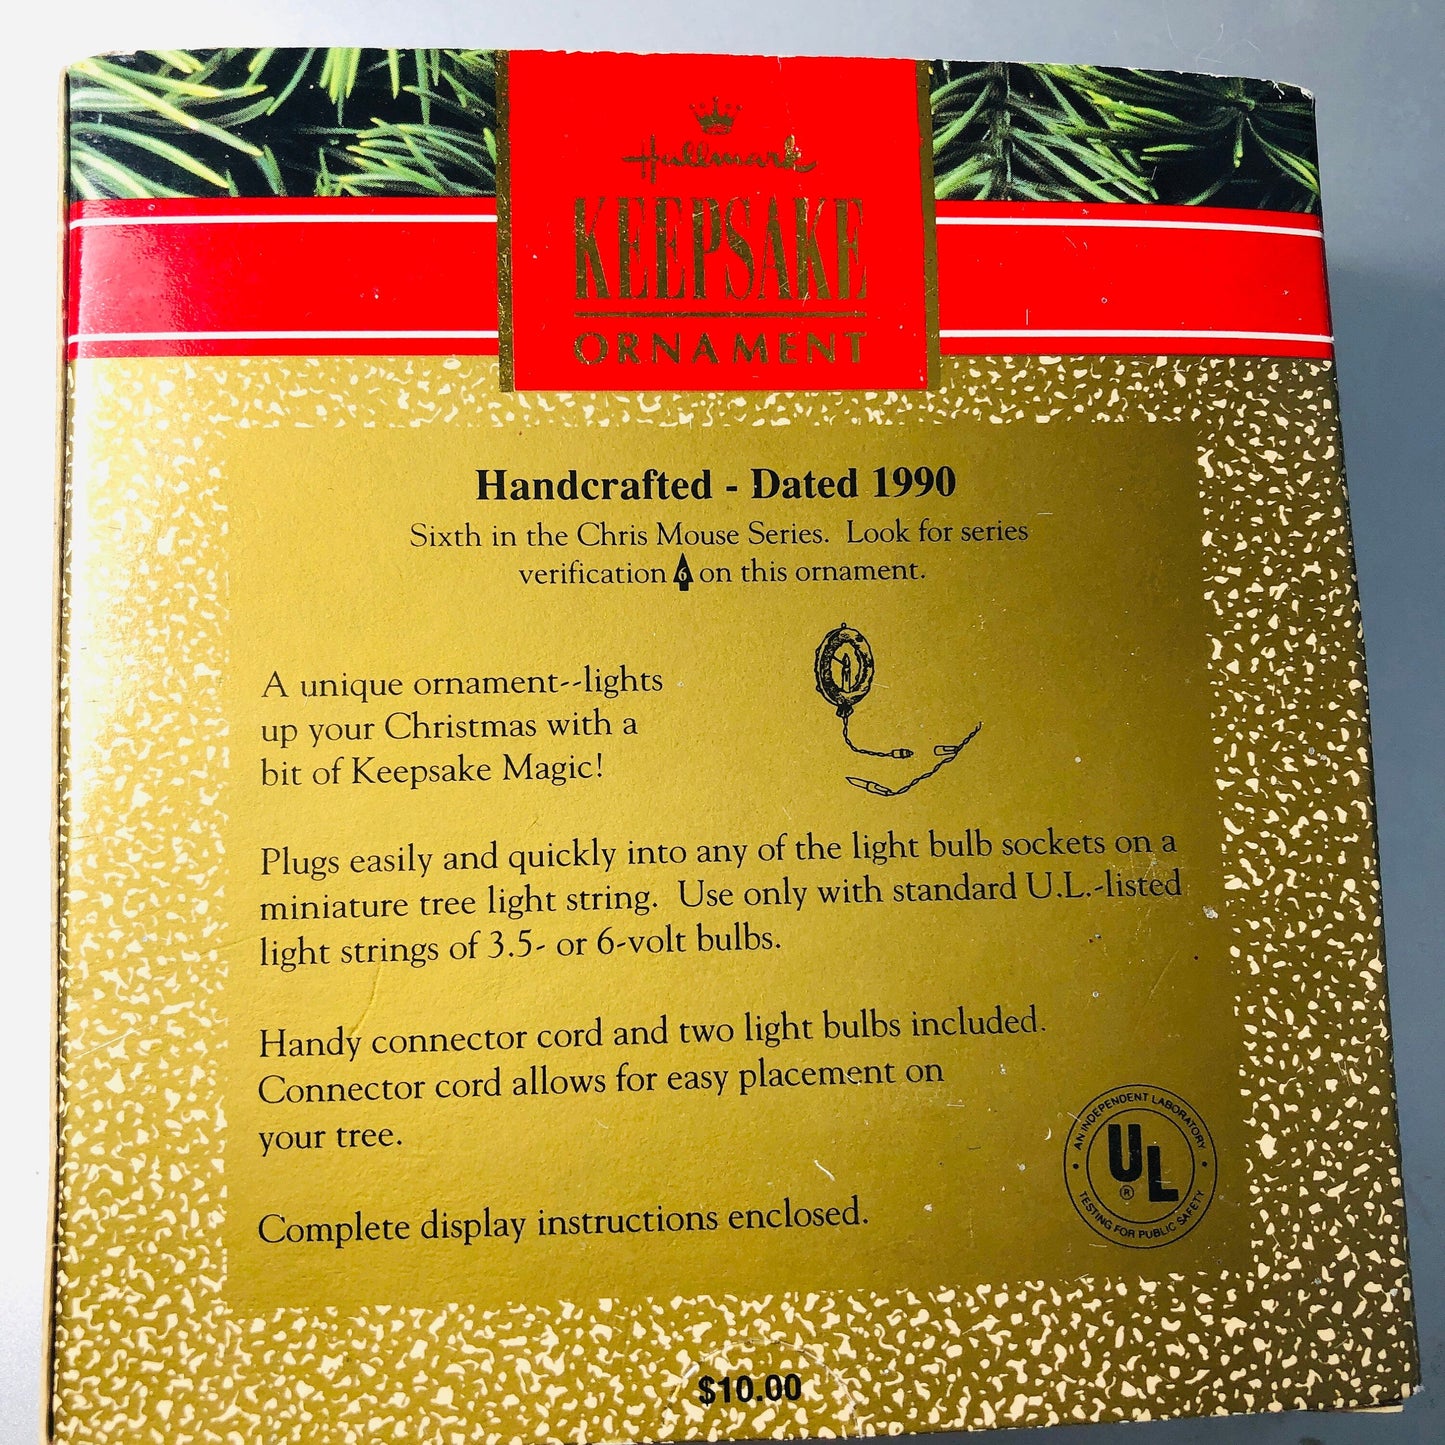 Hallmark
KEEPSAKE
ORNAMENT
Handcrafted - Dated 1990
Sixth in the Chris Mouse Series. Look for series
verification 6 on this ornament.
A unique ornament--lights
up your Christmas with a
bit of Keepsake Magic!
Plugs easily and quickly into any of the light bulb sockets on a
miniature tree light string. Use only with standard U.L.-listed
light strings of 3.5- or 6-volt bulbs.
Handy connector cord and two light bulbs included.
Connector cord allows for easy placement on
your tree.
Complete display instructions enclosed.
AN INDEPENDENT LABORATORY
UL ®
TESTING FOR PUBLIC SAFETY
$10.00